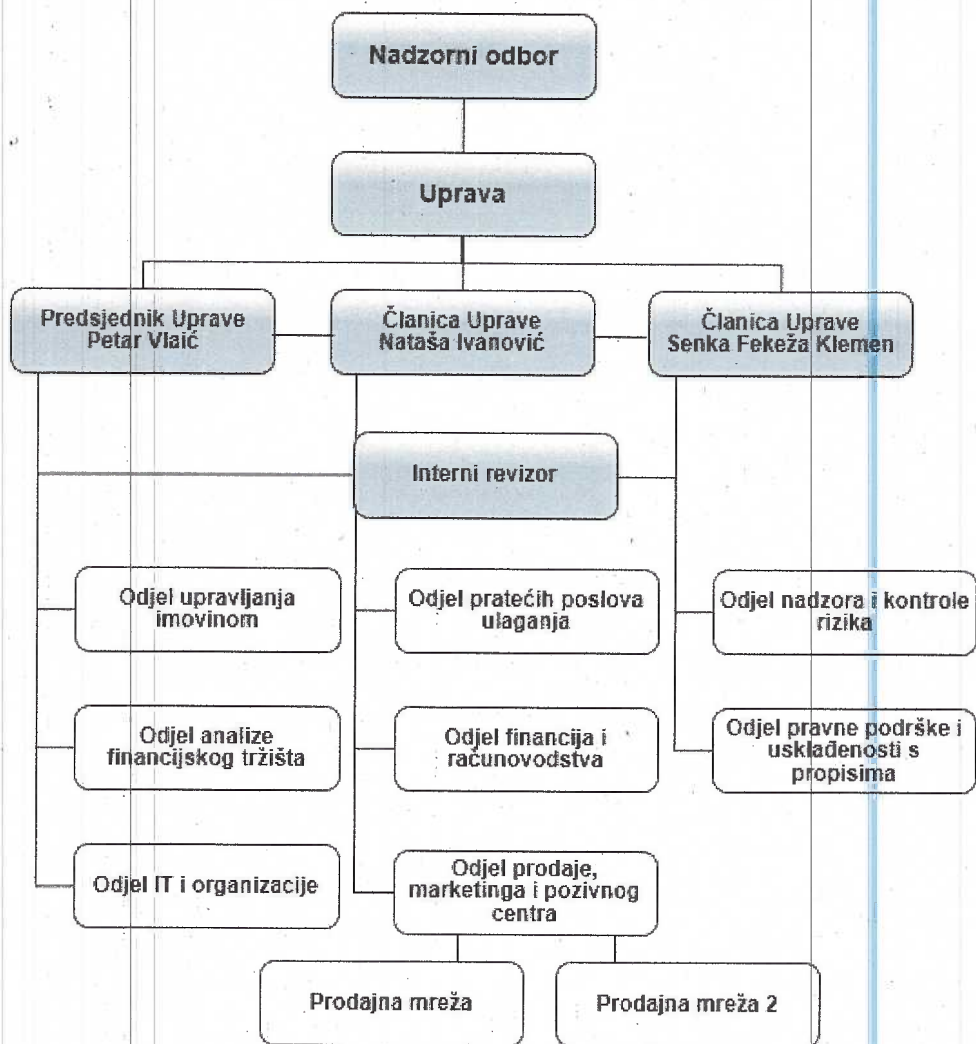 Nadzorni odbor
Uprava
Predsjednik Uprave
Petar Vlaić
Članica Uprave
Nataša Ivanović
Članica Uprave
Senka Fekeža Klemen
Interni revizor
Odjel upravljanja
imovinom
Odjel pratećih poslova
ulaganja
Odjel nadzora i kontrole
rizika
Odjel analize
financijskog tržišta
Odjel financija i
računovodstva
Odjel pravne podrške i
usklađenosti s
propisima
Odjel IT i organizacije
Odjel prodaje,
marketinga i pozivnog
centra
Prodajna mreža
Prodajna mreža 2